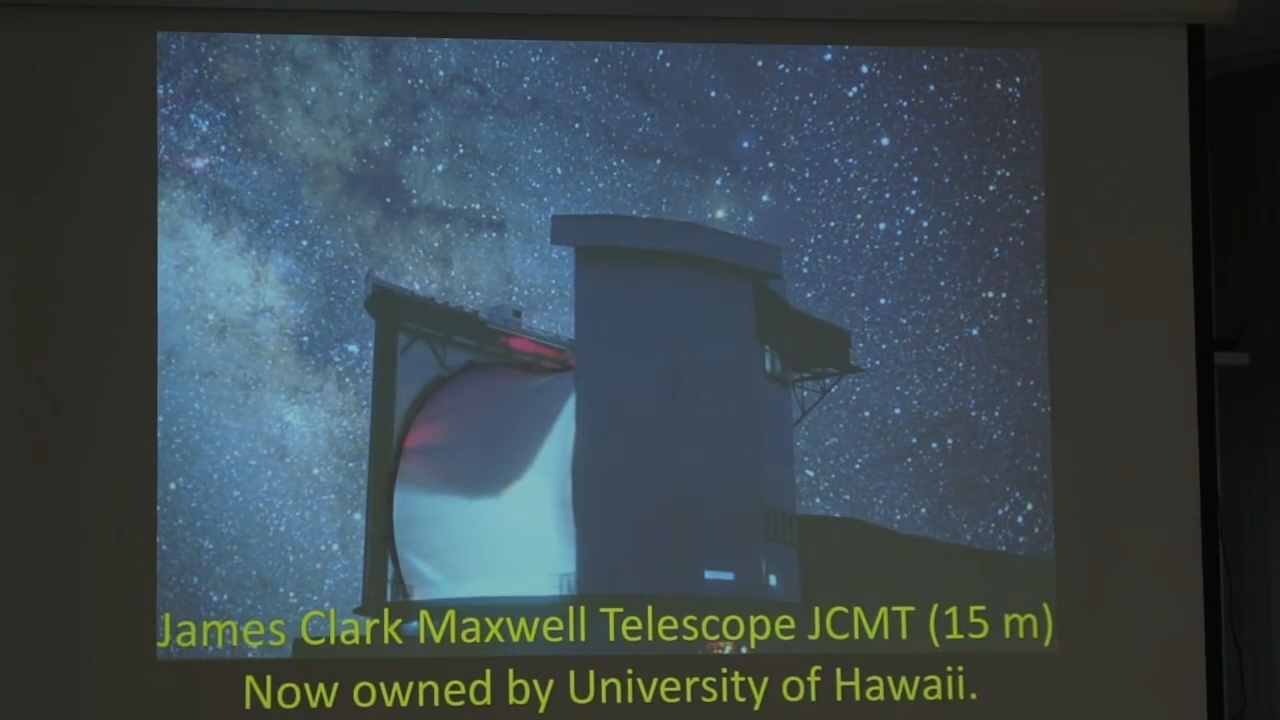 James Clark Maxwell Telescope JCMT (15 m)
Now owned by University of Hawaii.